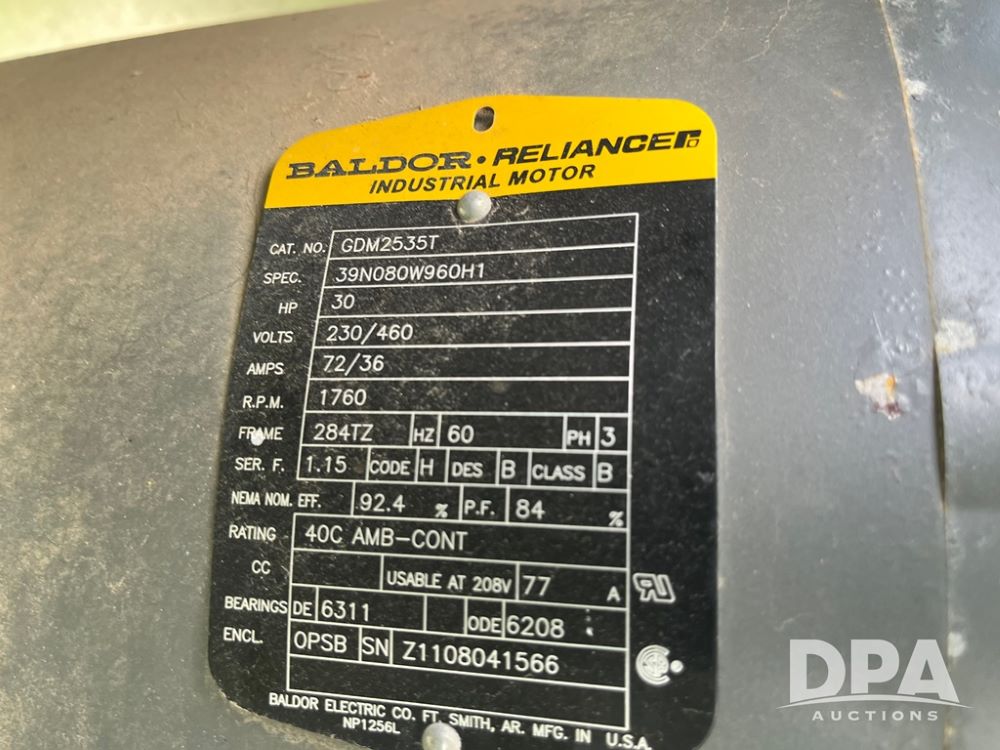 BALDOR • RELIANCE
INDUSTRIAL MOTOR
CAT. NO. GDM2535T
SPEC. 39N080W960H1
HP 30
VOLTS 230/460
AMPS 72/36
R.P.M. 1760
FRAME 284TZ HZ 60 PH 3
SER. F. 1.15 CODE H DES B CLASS B
NEMA NOM. EFF. 92.4 % P.F. 84 %
RATING 40C AMB-CONT
CC USABLE AT 208V 77 A
BEARINGS DE 6311 ODE 6208
ENCL. OPSB SN Z1108041566
BALDOR ELECTRIC CO. FT. SMITH, AR. MFG. IN U.S.A.
NP1256L
DPA
AUCTIONS